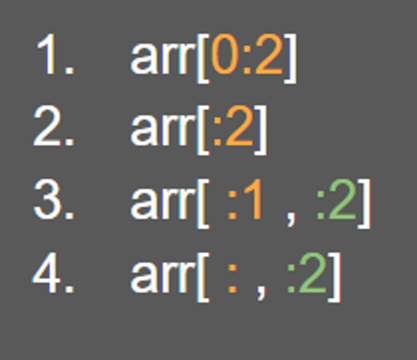 1. arr[0:2]
2. arr[:2]
3. arr[ :1 , :2]
4. arr[ : , :2]